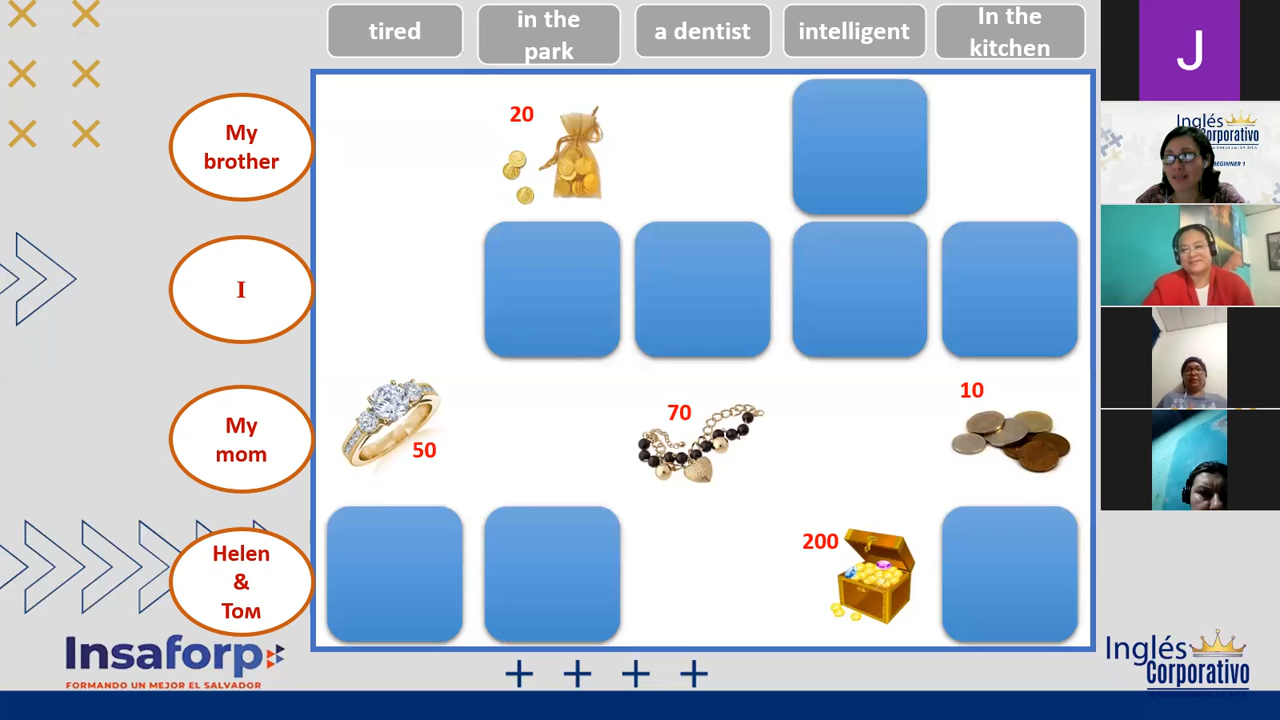 tired
in the
park
a dentist
intelligent
In the
kitchen
J
My
brother
20
Inglés
Corporativo
BEGINNER 1
I
My
mom
50
70
10
Helen
&
Tom
200
Insaforp
FORMANDO UN MEJOR EL SALVADOR
Inglés
Corporativo